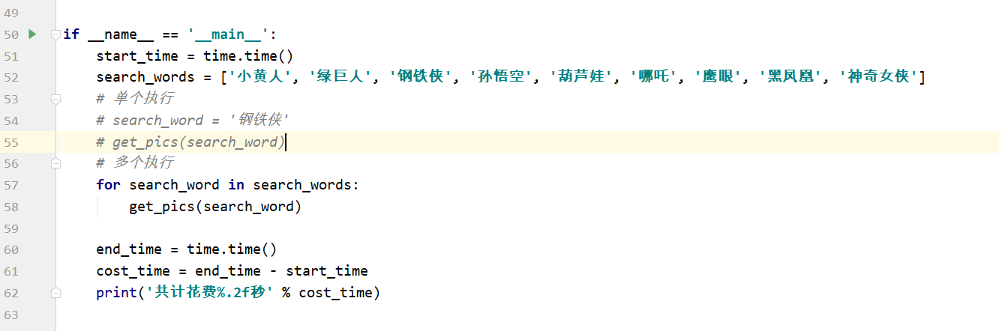 49
50 if __name__ == '__main__':
51 start_time = time.time()
52 search_words = ['小黄人', '绿巨人', '钢铁侠', '孙悟空', '葫芦娃', '哪吒', '鹰眼', '黑凤凰', '神奇女侠']
53 # 单个执行
54 # search_word = '钢铁侠'
55 # get_pics(search_word)
56 # 多个执行
57 for search_word in search_words:
58 get_pics(search_word)
59
60 end_time = time.time()
61 cost_time = end_time - start_time
62 print('共计花费%.2f秒' % cost_time)
63